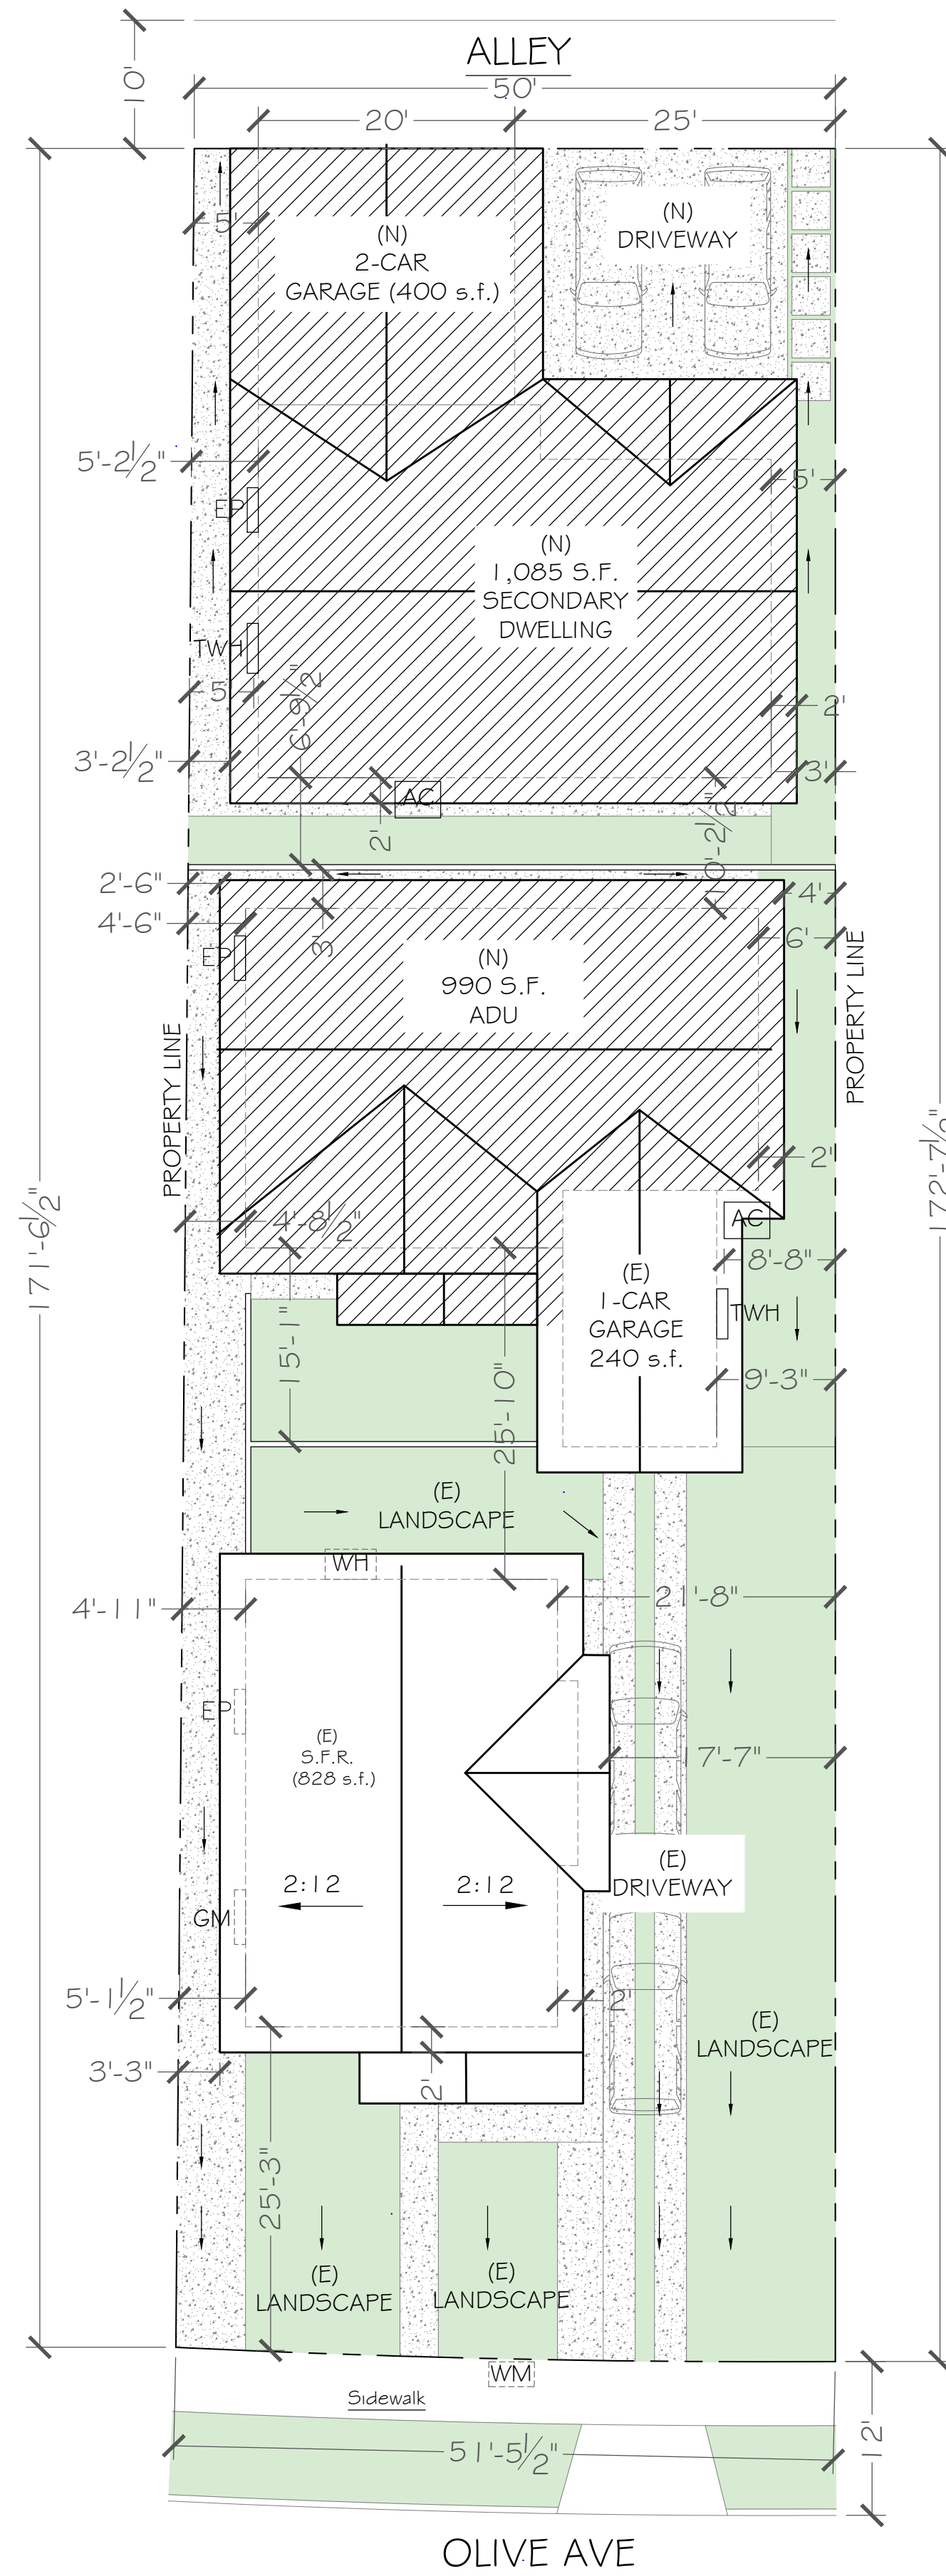 ALLEY
10'
50'
20'
25'
(N)
DRIVEWAY
5'
(N)
2-CAR
GARAGE (400 s.f.)
5'-2½"
5'
EP
(N)
1,085 S.F.
SECONDARY
DWELLING
TWH
5'
6'-9½"
2'
3'-2½"
3'
AC
2'
10'-2½"
2'-6"
4'
4'-6"
3'
6'
EP
(N)
990 S.F.
ADU
PROPERTY LINE
PROPERTY LINE
2'
171'-6½"
172'-7½"
4'-8½"
AC
8'-8"
(E)
1-CAR
GARAGE
240 s.f.
TWH
15'-1"
9'-3"
25'-10"
(E)
LANDSCAPE
WH
4'-11"
21'-8"
EP
(E)
S.F.R.
(828 s.f.)
7'-7"
(E)
DRIVEWAY
2:12
2:12
GM
5'-1½"
2'
(E)
LANDSCAPE
3'-3"
2'
25'-3"
(E)
LANDSCAPE
(E)
LANDSCAPE
WM
Sidewalk
51'-5½"
12'
OLIVE AVE